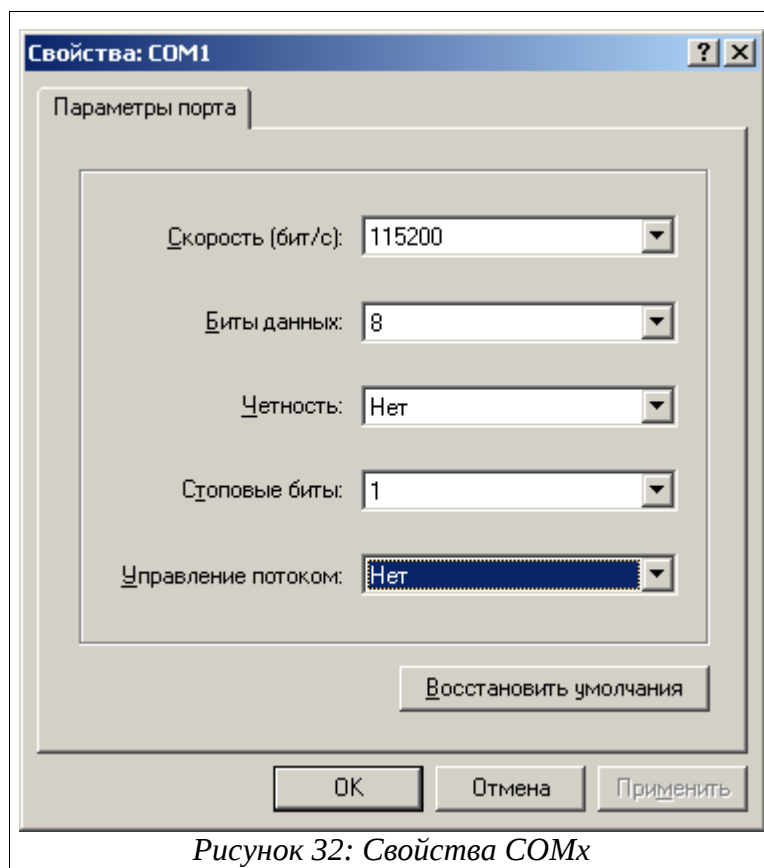 Свойства: COM1
Параметры порта
Скорость (бит/с): 115200
Биты данных: 8
Четность: Нет
Стоповые биты: 1
Управление потоком: Нет
Восстановить умолчания
OK Отмена Применить
Рисунок 32: Свойства COMx